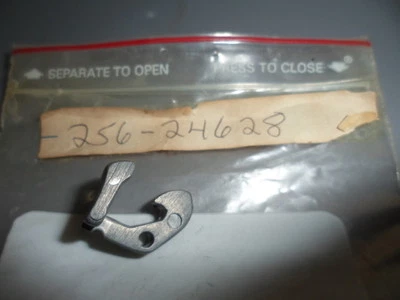 SEPARATE TO OPEN PRESS TO CLOSE
-256-24628